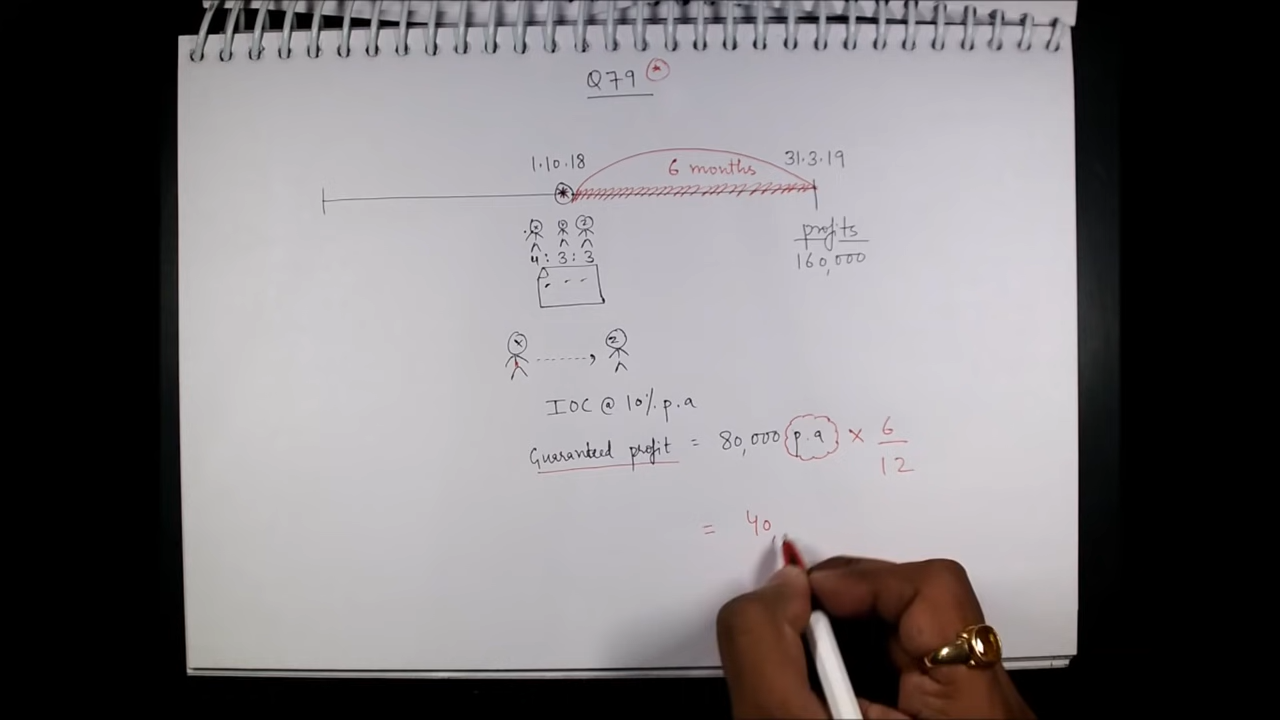 Q79 *
1.10.18 6 months 31.3.19
*
profits
4 : 3 : 3
160,000
X 2
IOC @ 10% p.a
Guaranteed profit = 80,000 p.a × 6/12
= 40,